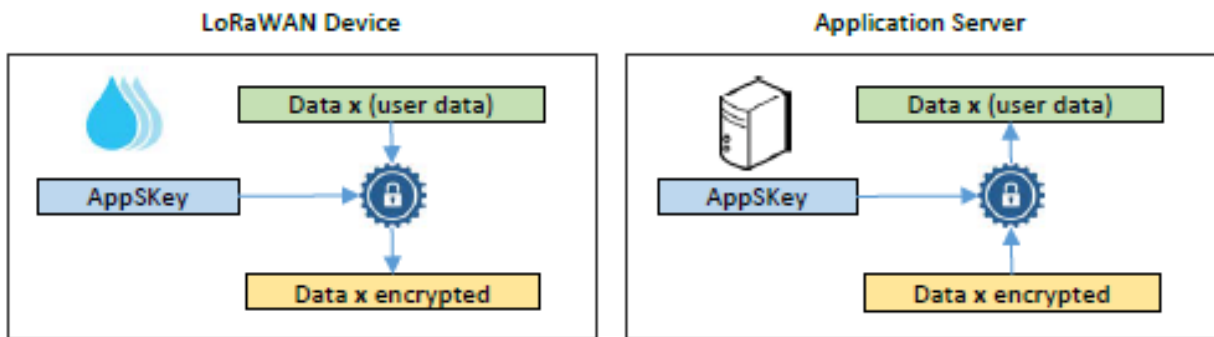 LoRaWAN Device
Data x (user data)
AppSKey
Data x encrypted
Application Server
Data x (user data)
AppSKey
Data x encrypted